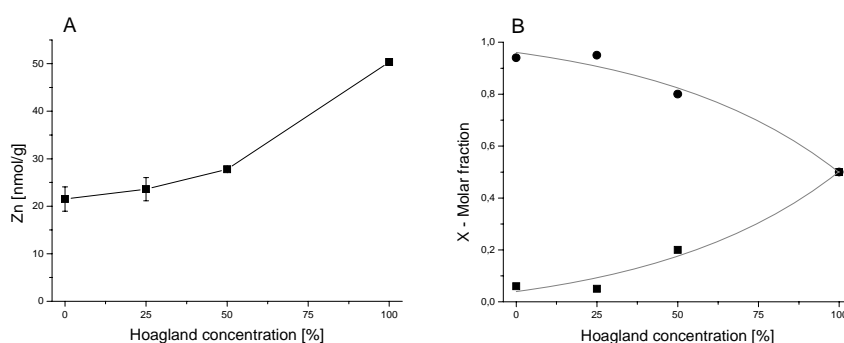 A
Zn [nmol/g]
50
40
30
20
10
0
0 25 50 75 100
Hoagland concentration [%]
B
X - Molar fraction
1,0
0,8
0,6
0,4
0,2
0,0
0 25 50 75 100
Hoagland concentration [%]